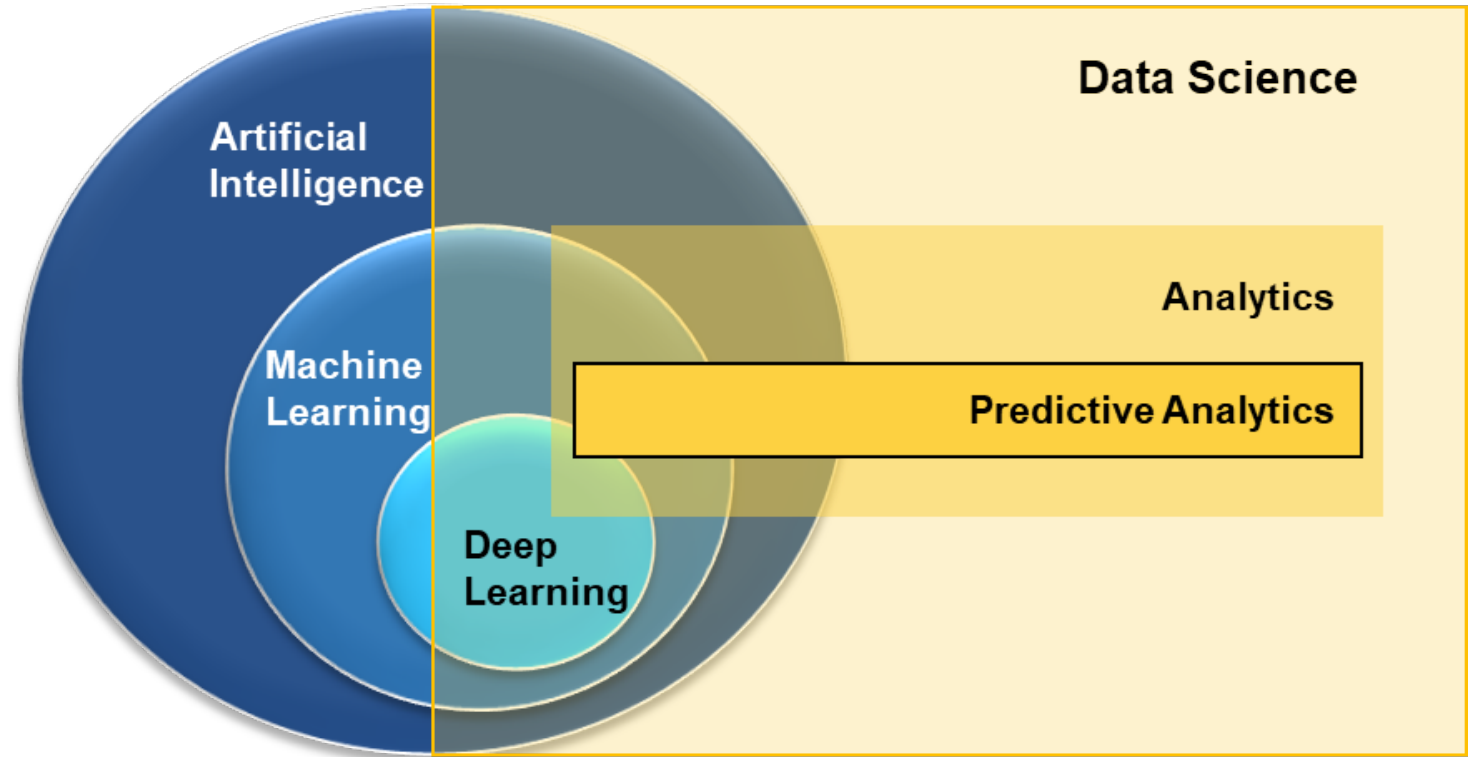 Data Science
Artificial
Intelligence
Analytics
Machine
Learning
Predictive Analytics
Deep
Learning